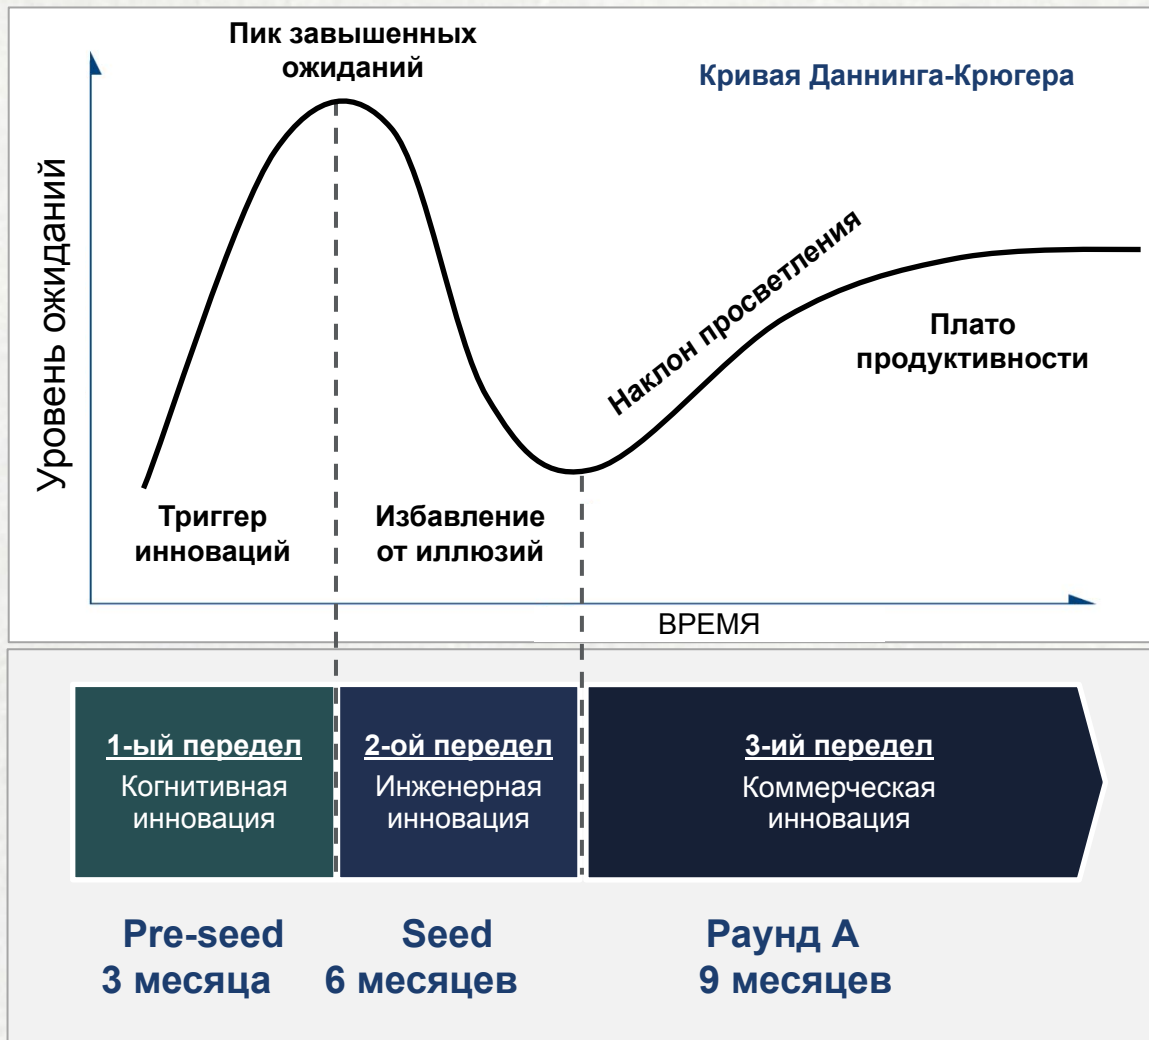 Пик завышенных
ожиданий
Кривая Даннинга-Крюгера
Уровень ожиданий
Наклон просветления
Плато
продуктивности
Триггер
инноваций
Избавление
от иллюзий
ВРЕМЯ
1-ый передел
Когнитивная
инновация
2-ой передел
Инженерная
инновация
3-ий передел
Коммерческая
инновация
Pre-seed
3 месяца
Seed
6 месяцев
Раунд А
9 месяцев